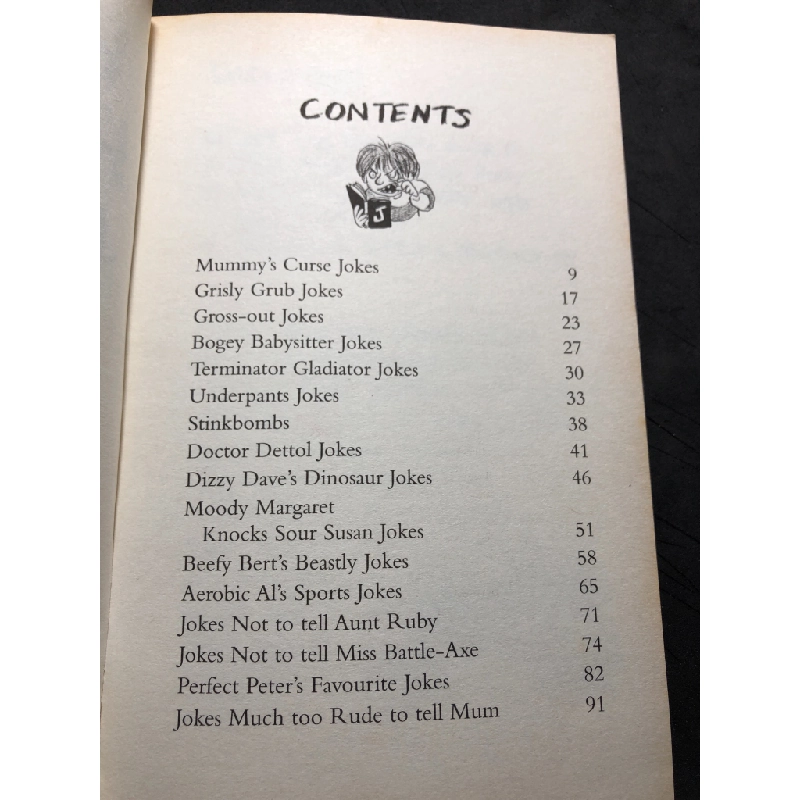 CONTENTS
J
Mummy's Curse Jokes 9
Grisly Grub Jokes 17
Gross-out Jokes 23
Bogey Babysitter Jokes 27
Terminator Gladiator Jokes 30
Underpants Jokes 33
Stinkbombs 38
Doctor Dettol Jokes 41
Dizzy Dave's Dinosaur Jokes 46
Moody Margaret
Knocks Sour Susan Jokes 51
Beefy Bert's Beastly Jokes 58
Aerobic Al's Sports Jokes 65
Jokes Not to tell Aunt Ruby 71
Jokes Not to tell Miss Battle-Axe 74
Perfect Peter's Favourite Jokes 82
Jokes Much too Rude to tell Mum 91